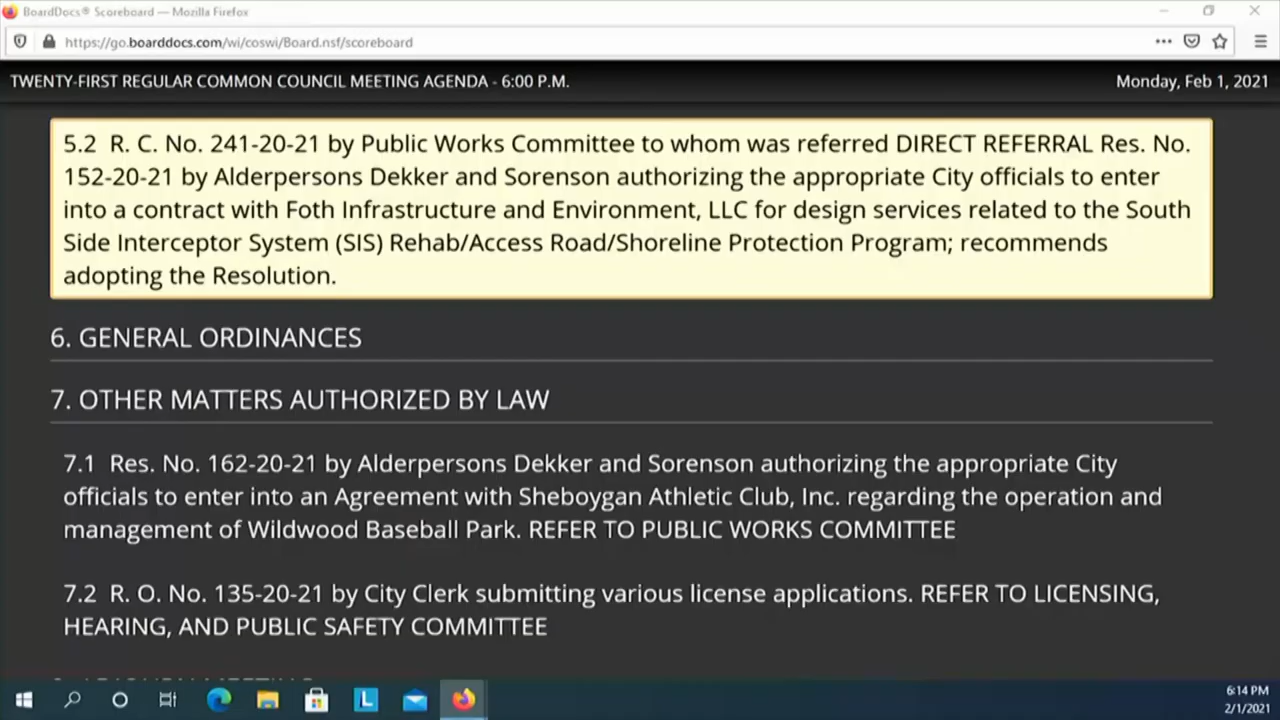 BoardDocs® Scoreboard — Mozilla Firefox
https://go.boarddocs.com/wi/coswi/Board.nsf/scoreboard
TWENTY-FIRST REGULAR COMMON COUNCIL MEETING AGENDA - 6:00 P.M.
Monday, Feb 1, 2021
5.2 R. C. No. 241-20-21 by Public Works Committee to whom was referred DIRECT REFERRAL Res. No.
152-20-21 by Alderpersons Dekker and Sorenson authorizing the appropriate City officials to enter
into a contract with Foth Infrastructure and Environment, LLC for design services related to the South
Side Interceptor System (SIS) Rehab/Access Road/Shoreline Protection Program; recommends
adopting the Resolution.
6. GENERAL ORDINANCES
7. OTHER MATTERS AUTHORIZED BY LAW
7.1 Res. No. 162-20-21 by Alderpersons Dekker and Sorenson authorizing the appropriate City
officials to enter into an Agreement with Sheboygan Athletic Club, Inc. regarding the operation and
management of Wildwood Baseball Park. REFER TO PUBLIC WORKS COMMITTEE
7.2 R. O. No. 135-20-21 by City Clerk submitting various license applications. REFER TO LICENSING,
HEARING, AND PUBLIC SAFETY COMMITTEE
L
6:14 PM
2/1/2021